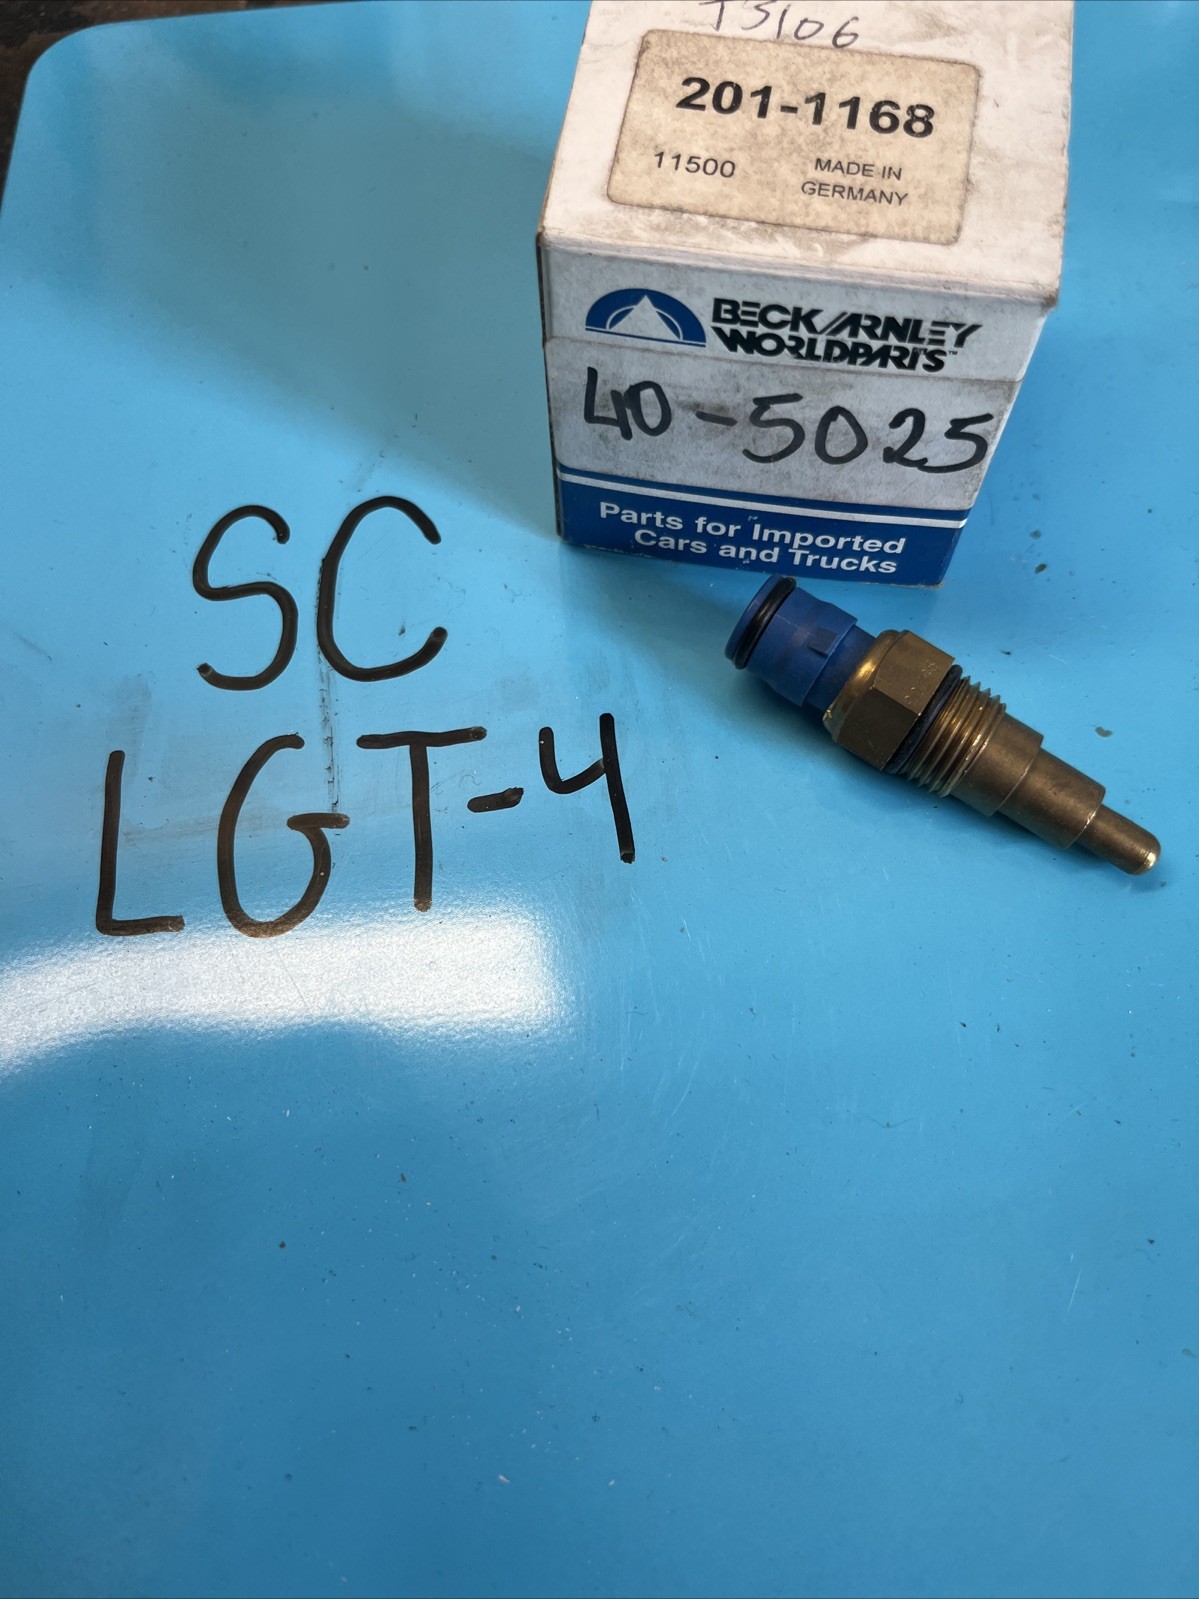 T3106
201-1168
11500
MADE IN
GERMANY
BECK/ARNLEY
WORLDPARTS™
40-5025
Parts for Imported
Cars and Trucks
SC
LGT-4